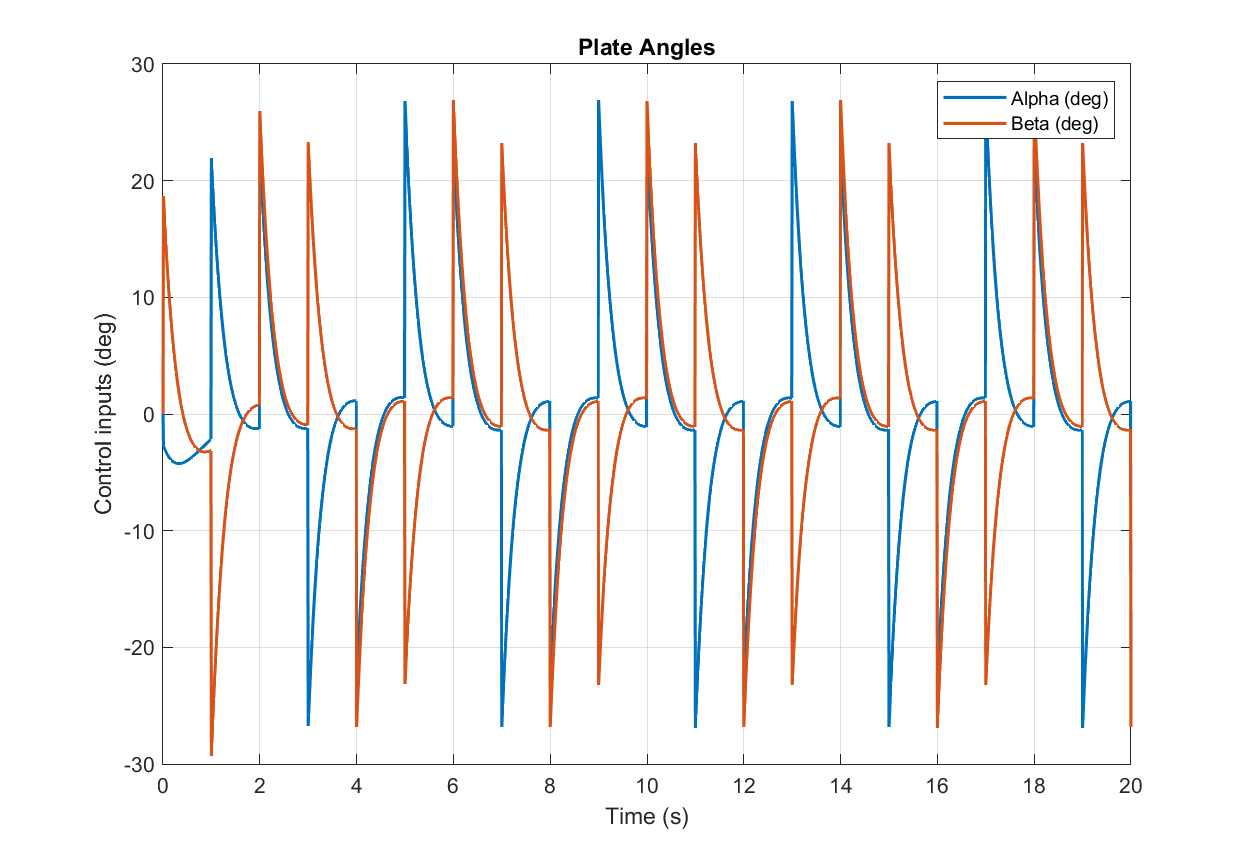 Plate Angles
30
20
10
0
-10
-20
-30
Control inputs (deg)
Alpha (deg)
Beta (deg)
0 2 4 6 8 10 12 14 16 18 20
Time (s)